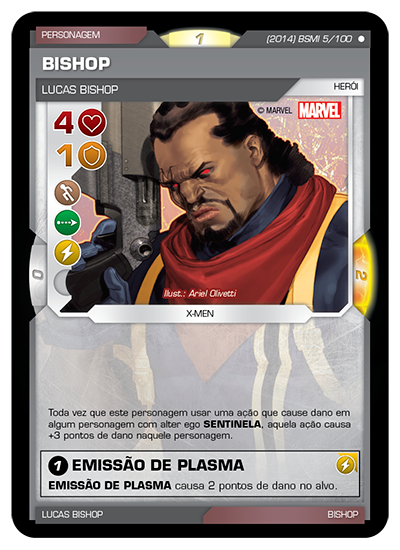 PERSONAGEM
1
(2014) BSMI 5/100
BISHOP
LUCAS BISHOP
HERÓI
© MARVEL
MARVEL
4
1
0
2
Ilust.: Ariel Olivetti
X-MEN
Toda vez que este personagem usar uma ação que cause dano em
algum personagem com alter ego SENTINELA, aquela ação causa
+3 pontos de dano naquele personagem.
1 EMISSÃO DE PLASMA
EMISSÃO DE PLASMA causa 2 pontos de dano no alvo.
LUCAS BISHOP
BISHOP